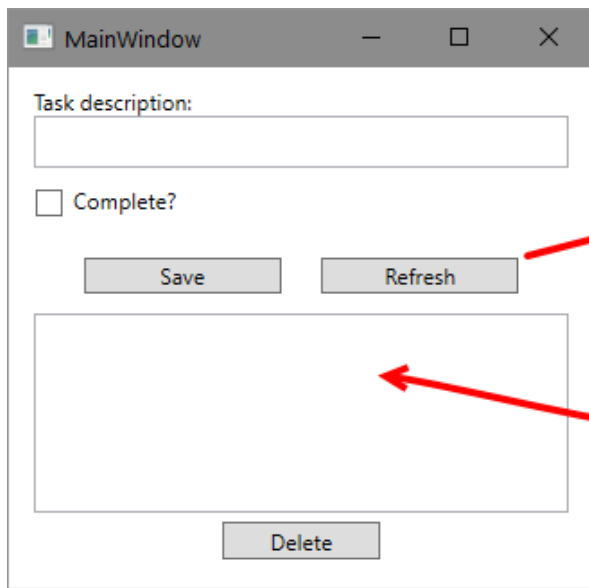 MainWindow
Task description:
Complete?
Save Refresh
Delete